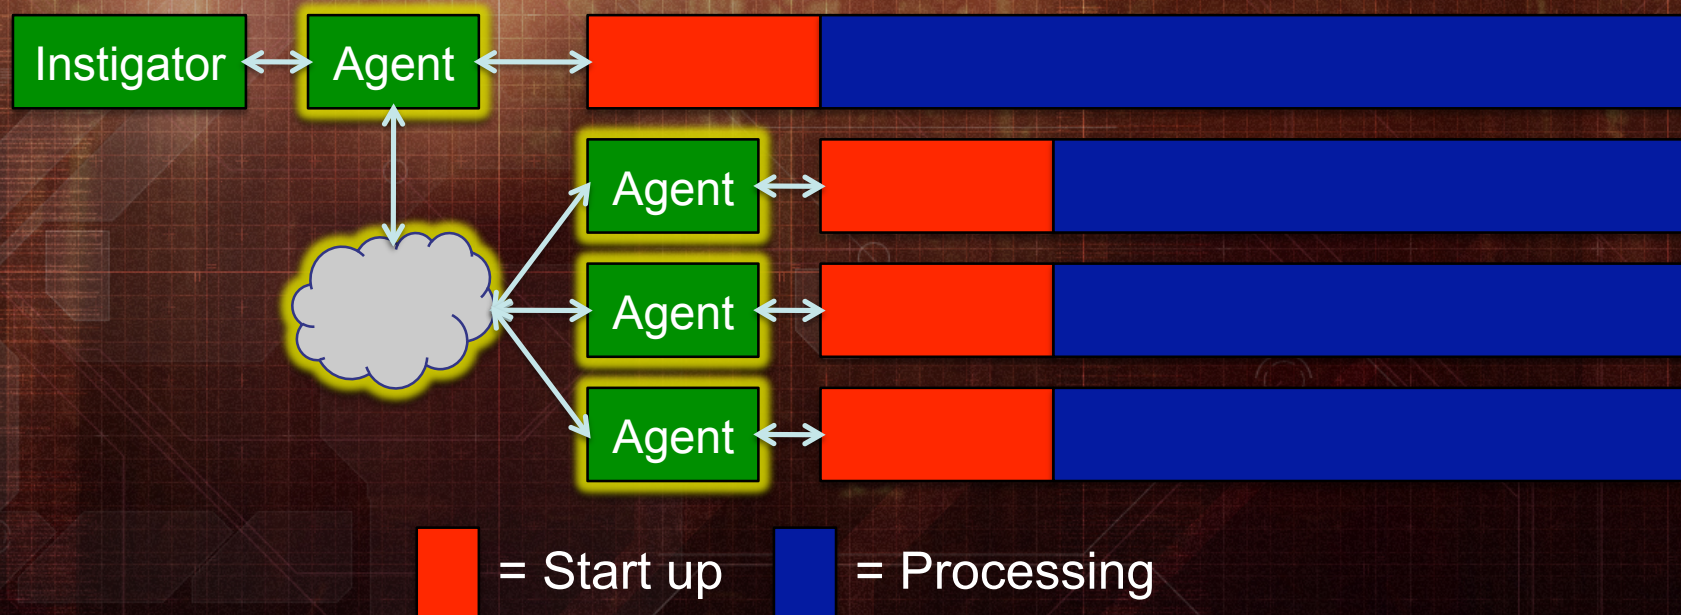 Instigator
Agent
Agent
Agent
Agent
= Start up
= Processing